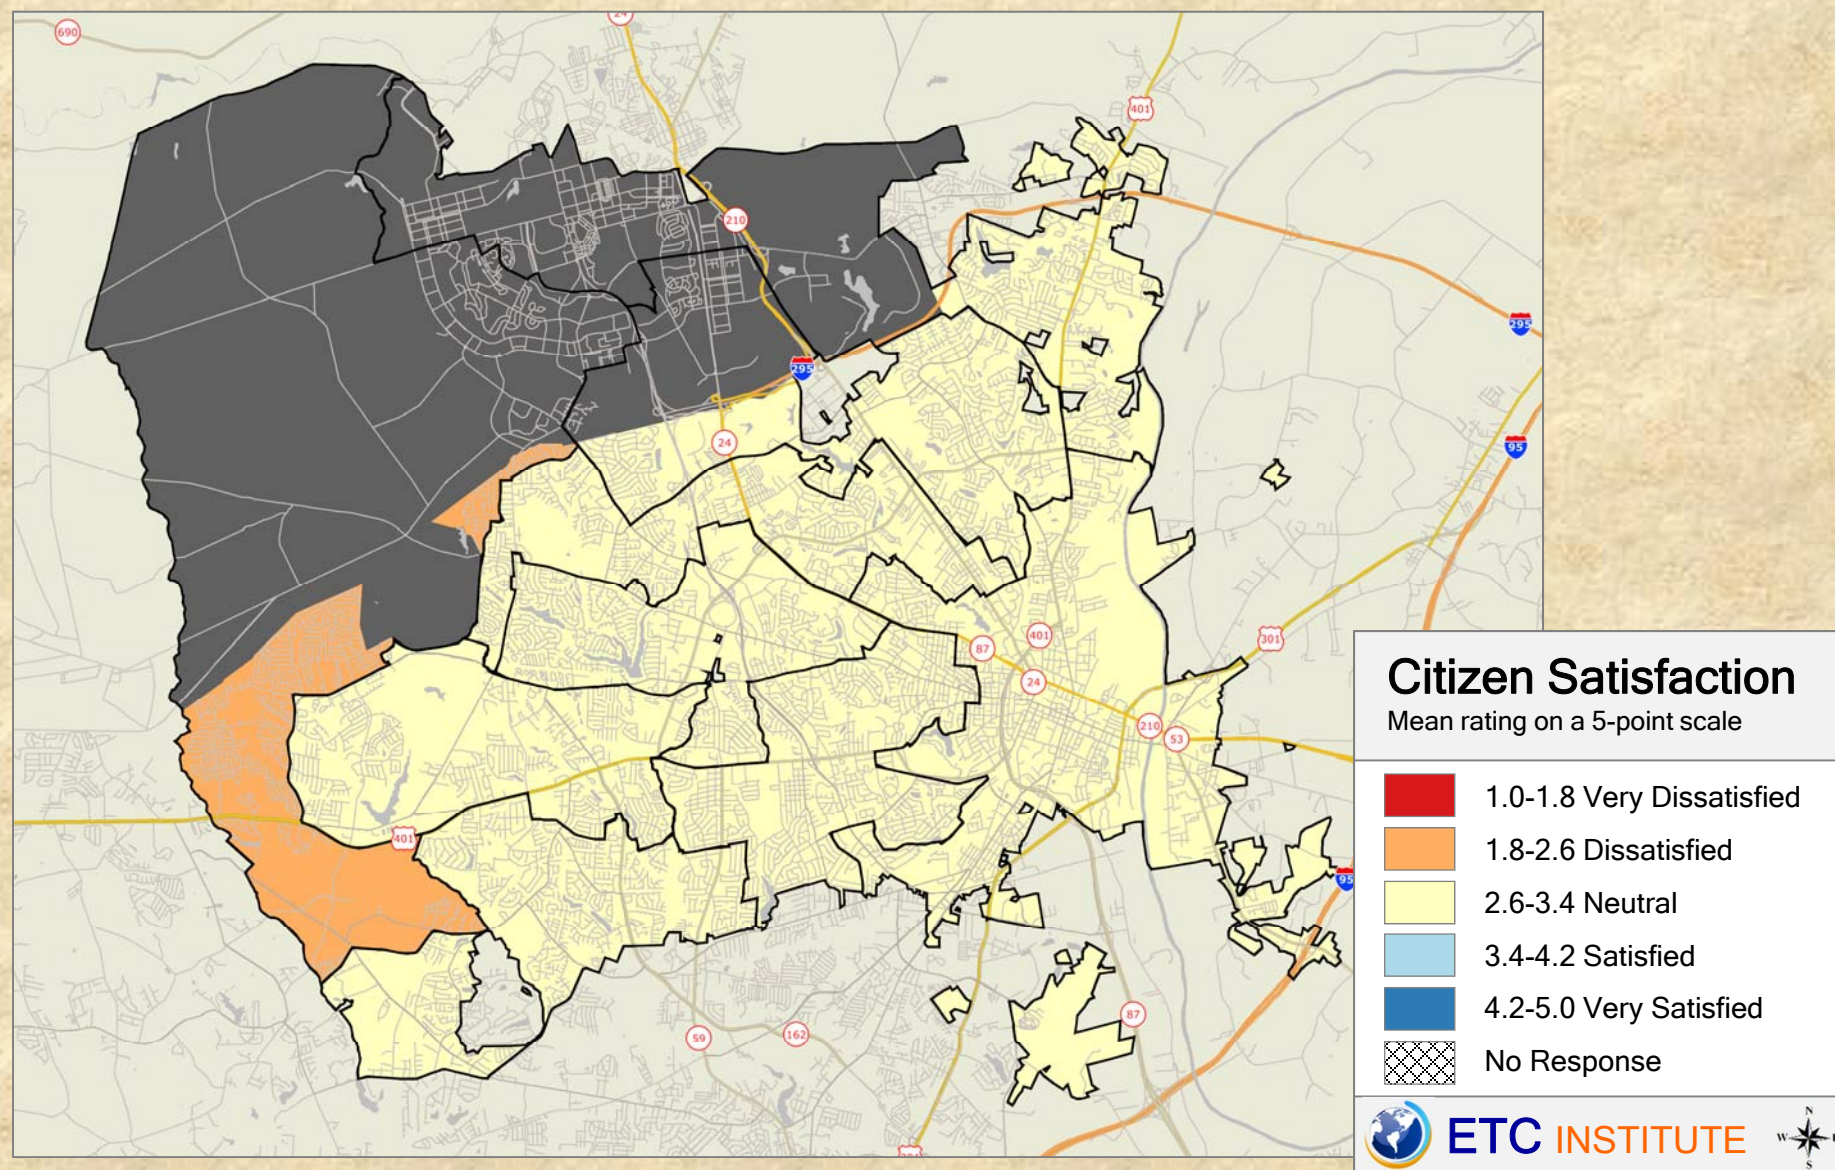 690
24
401
210
295
295
24
95
401
301
87
24
210
53
401
95
87
59
162
Citizen Satisfaction
Mean rating on a 5-point scale
1.0-1.8 Very Dissatisfied
1.8-2.6 Dissatisfied
2.6-3.4 Neutral
3.4-4.2 Satisfied
4.2-5.0 Very Satisfied
No Response
ETC INSTITUTE
N
W
S